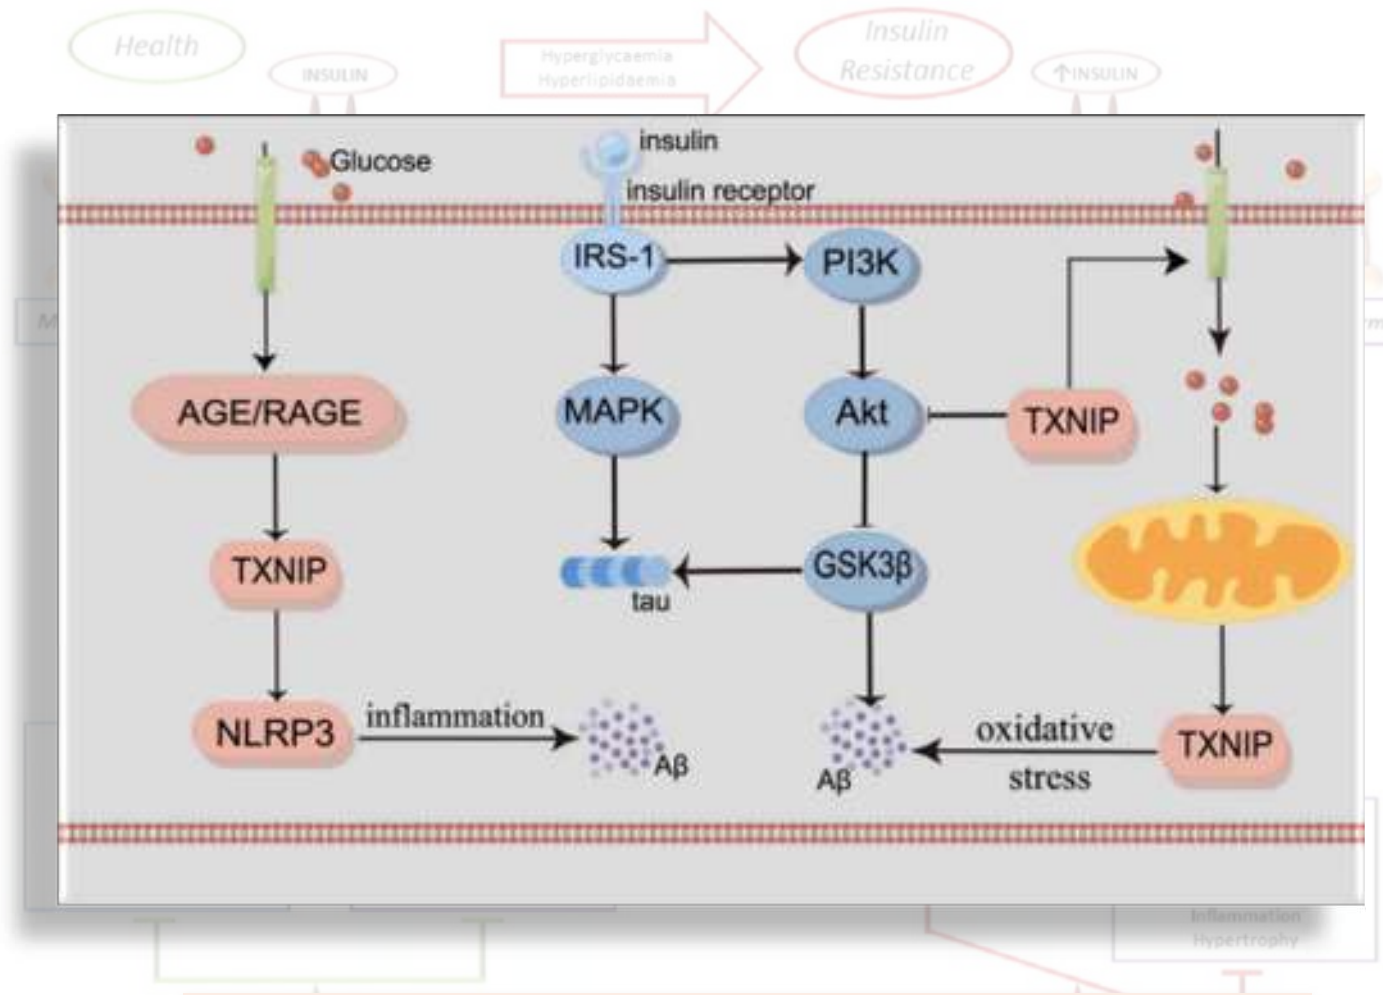 Health
INSULIN
Hyperglycaemia
Hyperlipidaemia
Insulin
Resistance
↑INSULIN
Glucose
insulin
insulin receptor
IRS-1
PI3K
AGE/RAGE
MAPK
Akt
TXNIP
TXNIP
GSK3β
tau
NLRP3
inflammation
Aβ
Aβ
oxidative
stress
TXNIP
Inflammation
Hypertrophy